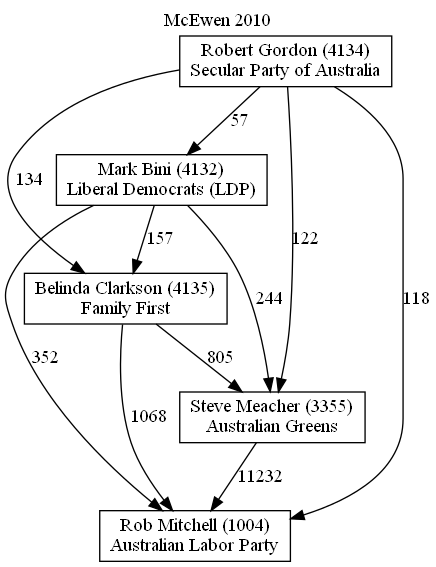 McEwen 2010
Robert Gordon (4134)
Secular Party of Australia
57
Mark Bini (4132)
Liberal Democrats (LDP)
134
157
122
Belinda Clarkson (4135)
Family First
244
118
352
805
Steve Meacher (3355)
Australian Greens
1068
11232
Rob Mitchell (1004)
Australian Labor Party